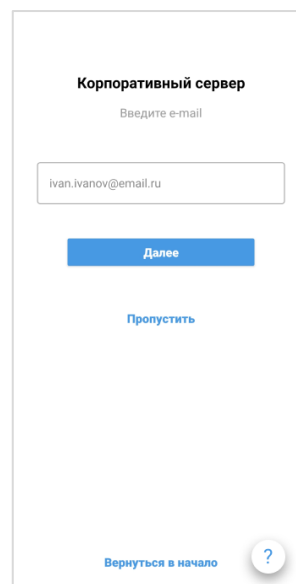 Корпоративный сервер
Введите e-mail
ivan.ivanov@email.ru
Далее
Пропустить
Вернуться в начало
?